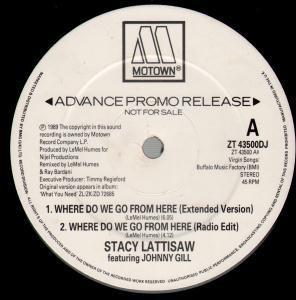 MOTOWN®
ADVANCE PROMO RELEASE
NOT FOR SALE
℗ 1989 The copyright in this sound
recording is owned by Motown
Record Company L.P.
Produced by LeMel Humes for
Nijel Productions
Remixed by LeMel Humes &
Ray Bardani
Executive Producer: Timmy Regisford
Original version appears in album:
'What You Need' ZL/ZK/ZD 72685
A
ZT 43500DJ
ZT 43500 A
Virgin Songs/
Buffalo Music Factory (BMI)
STEREO
45 RPM
1. WHERE DO WE GO FROM HERE (Extended Version)
(LeMel Humes) (6.05)
2. WHERE DO WE GO FROM HERE (Radio Edit)
(LeMel Humes) (4.12)
STACY LATTISAW
featuring JOHNNY GILL